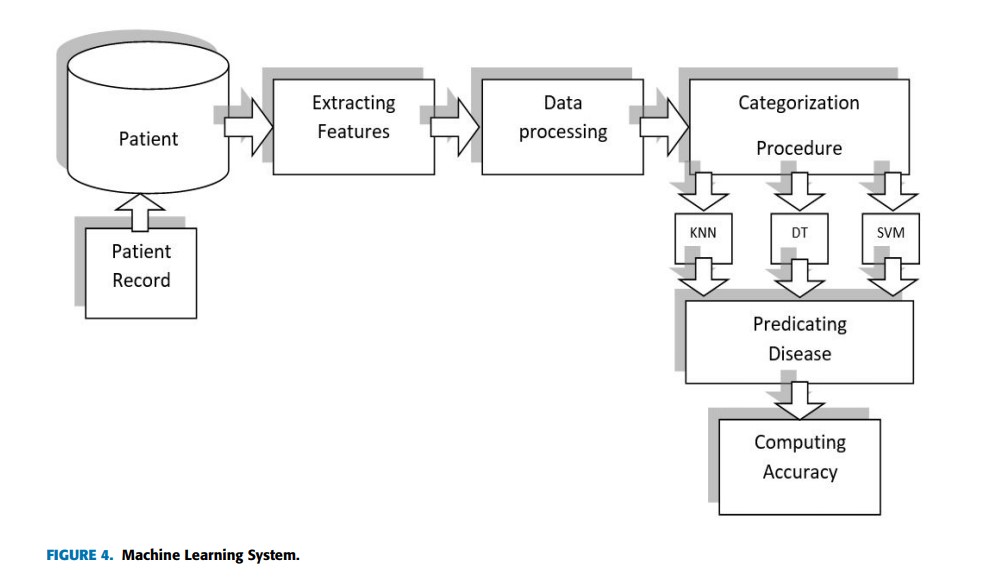 Patient
Extracting
Features
Data
processing
Categorization
Procedure
Patient
Record
KNN
DT
SVM
Predicating
Disease
Computing
Accuracy
FIGURE 4. Machine Learning System.